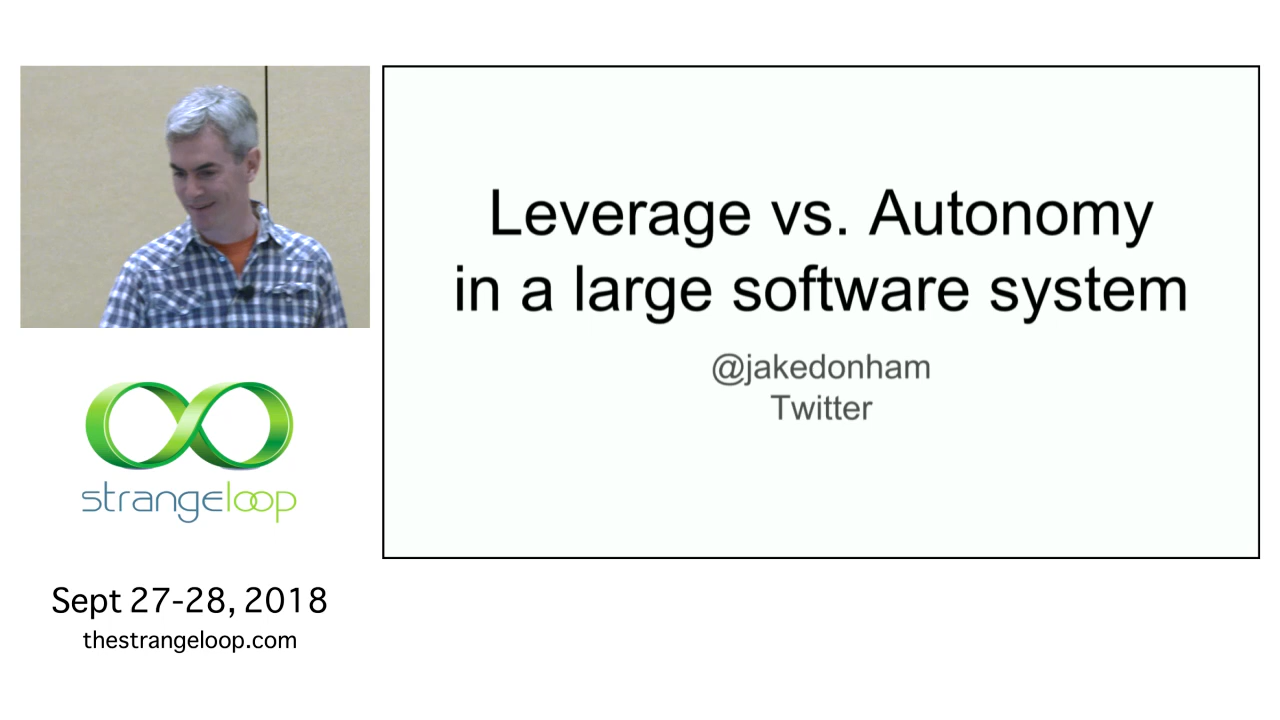 Leverage vs. Autonomy
in a large software system
@jakedonham
Twitter
strangeloop
Sept 27-28, 2018
thestrangeloop.com